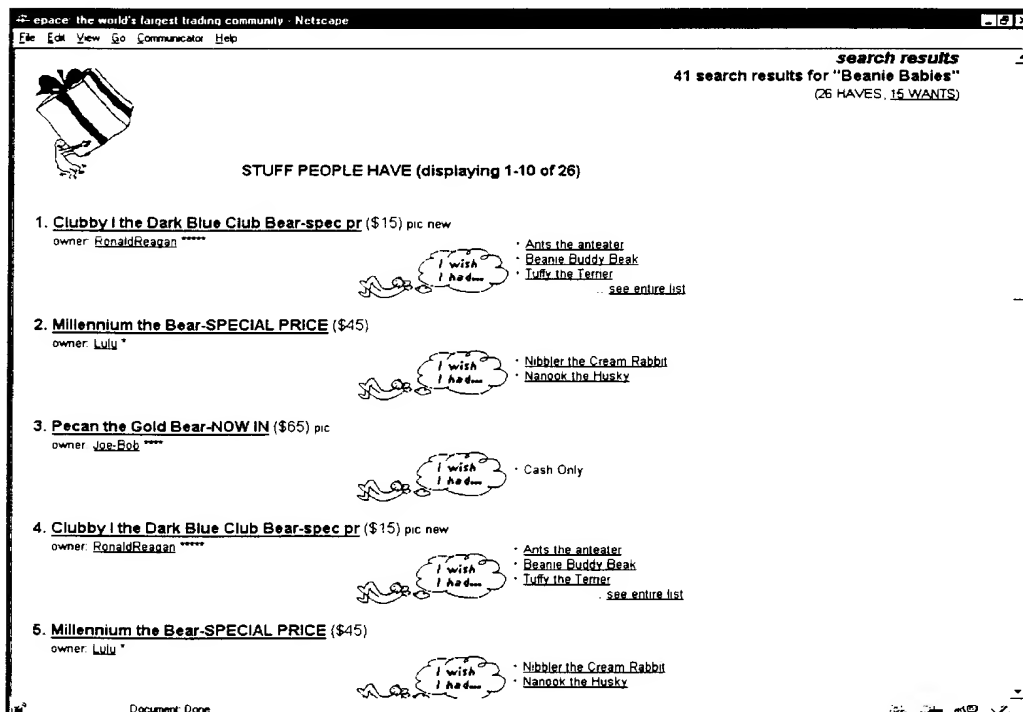 epace: the world's largest trading community - Netscape
File Edit View Go Communicator Help
search results
41 search results for "Beanie Babies"
(26 HAVES, 15 WANTS)
STUFF PEOPLE HAVE (displaying 1-10 of 26)
1. Clubby I the Dark Blue Club Bear-spec pr ($15) pic new
owner: RonaldReagan *****
I wish
I had...
· Ants the anteater
· Beanie Buddy Beak
· Tuffy the Terrier
... see entire list
2. Millennium the Bear-SPECIAL PRICE ($45)
owner: Lulu *
I wish
I had...
· Nibbler the Cream Rabbit
· Nanook the Husky
3. Pecan the Gold Bear-NOW IN ($65) pic
owner: Joe-Bob ****
I wish
I had...
· Cash Only
4. Clubby I the Dark Blue Club Bear-spec pr ($15) pic new
owner: RonaldReagan *****
I wish
I had...
· Ants the anteater
· Beanie Buddy Beak
· Tuffy the Terrier
... see entire list
5. Millennium the Bear-SPECIAL PRICE ($45)
owner: Lulu *
I wish
I had...
· Nibbler the Cream Rabbit
· Nanook the Husky
Document: Done